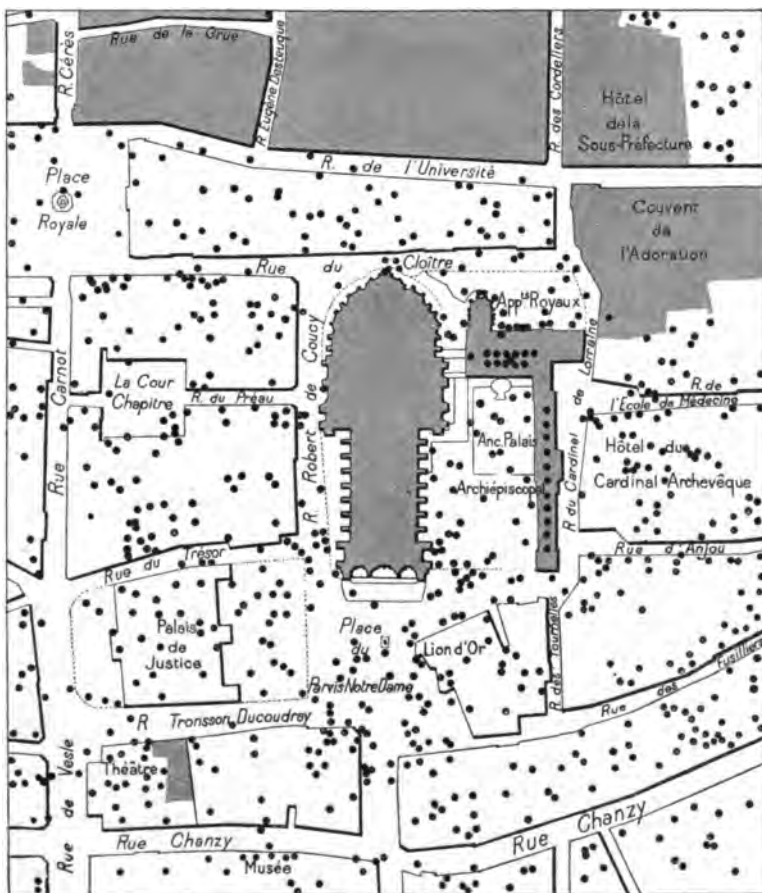 Rue de la Grue
R. Cérès
R. Eugène Desteuque
R. des Cordeliers
Hôtel
de la
Sous-Préfecture
Place
Royale
R. de l'Université
Couvent
de
l'Adoration
Rue du Cloître
Appts Royaux
Rue Carnot
La Cour
Chapitre
R. du Préau
R. Robert de Coucy
R. du Cardinal de Lorraine
R. de
l'Ecole de Médecine
Anc. Palais
Archiépiscopal
Hôtel du
Cardinal Archevêque
Rue du Trésor
Rue d'Anjou
Palais
de
Justice
Place
du
Parvis Notre Dame
Lion d'Or
R. des Tournelles
Rue des Fusilliers
R Tronsson Ducoudray
Théâtre
Rue de Vesle
Rue Chanzy
Rue Chanzy
Musée